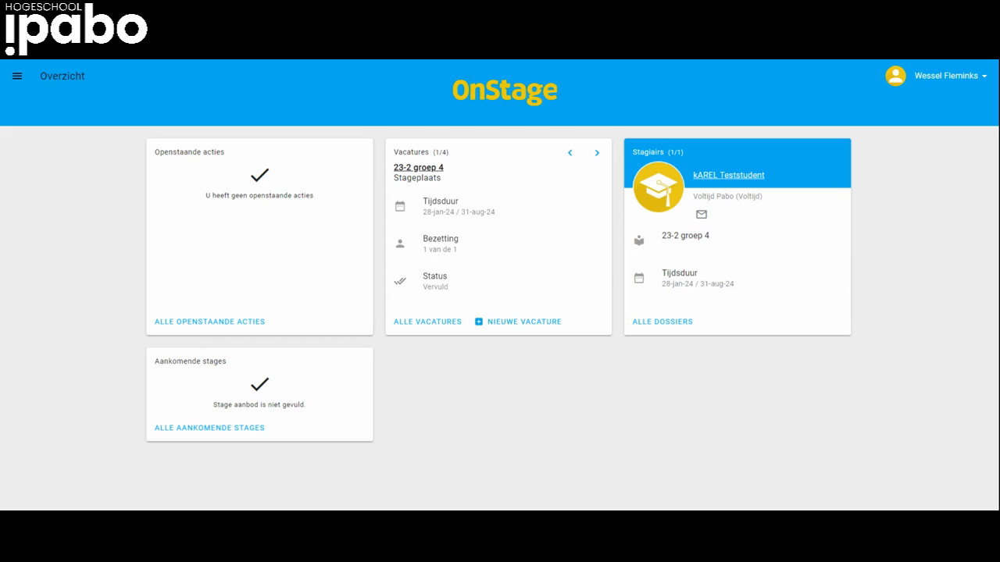 HOGESCHOOL
ipabo
Overzicht
OnStage
Wessel Fleminks
Openstaande acties
U heeft geen openstaande acties
ALLE OPENSTAANDE ACTIES
Vacatures (1/4)
23-2 groep 4
Stageplaats
Tijdsduur
28-jan-24 / 31-aug-24
Bezetting
1 van de 1
Status
Vervuld
ALLE VACATURES
NIEUWE VACATURE
Stagiairs (1/1)
kAREL Teststudent
Voltijd Pabo (Voltijd)
23-2 groep 4
Tijdsduur
28-jan-24 / 31-aug-24
ALLE DOSSIERS
Aankomende stages
Stage aanbod is niet gevuld.
ALLE AANKOMENDE STAGES